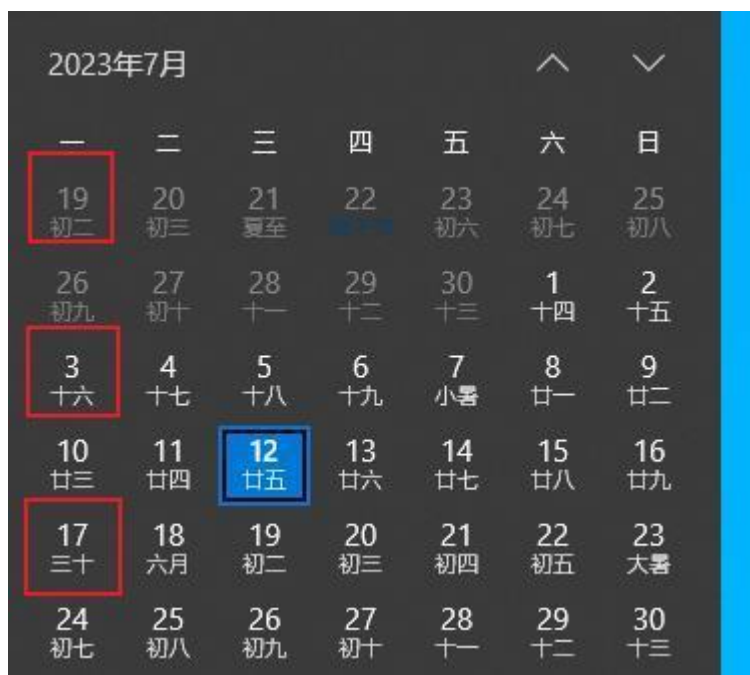 2023年7月
一 二 三 四 五 六 日
19 20 21 22 23 24 25
初二 初三 夏至 初六 初七 初八
26 27 28 29 30 1 2
初九 初十 十一 十二 十三 十四 十五
3 4 5 6 7 8 9
十六 十七 十八 十九 小暑 廿一 廿二
10 11 12 13 14 15 16
廿三 廿四 廿五 廿六 廿七 廿八 廿九
17 18 19 20 21 22 23
三十 六月 初二 初三 初四 初五 大暑
24 25 26 27 28 29 30
初七 初八 初九 初十 十一 十二 十三